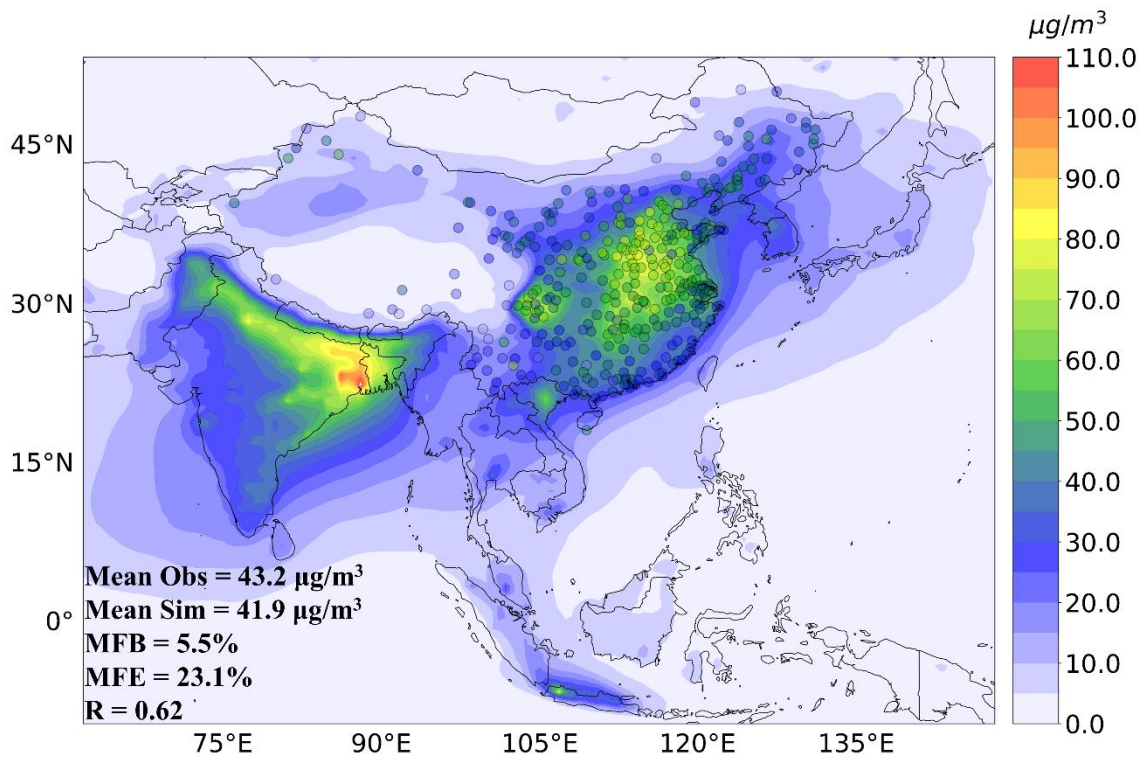 μg/m³
110.0
100.0
90.0
80.0
70.0
60.0
50.0
40.0
30.0
20.0
10.0
0.0
45°N
30°N
15°N
0°
Mean Obs = 43.2 μg/m³
Mean Sim = 41.9 μg/m³
MFB = 5.5%
MFE = 23.1%
R = 0.62
75°E 90°E 105°E 120°E 135°E